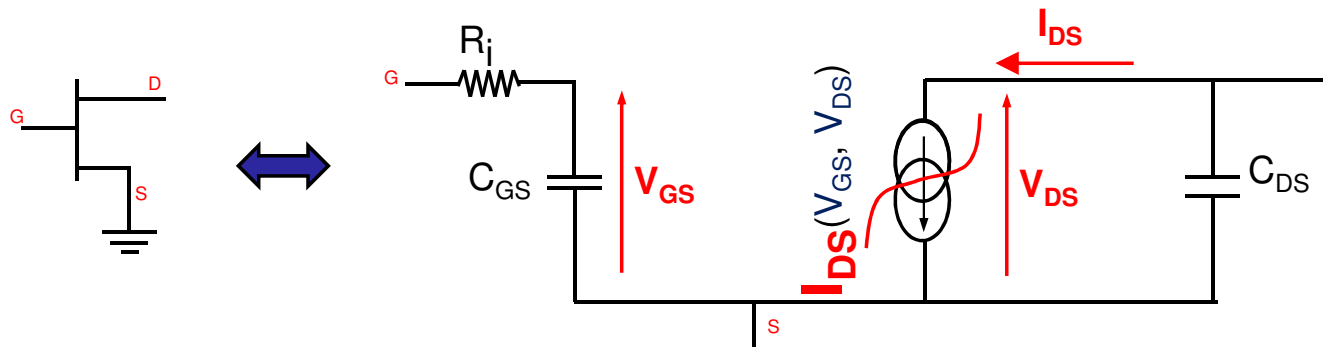 G
D
S
G
Ri
CGS
VGS
IDS(VGS, VDS)
IDS
VDS
CDS
S